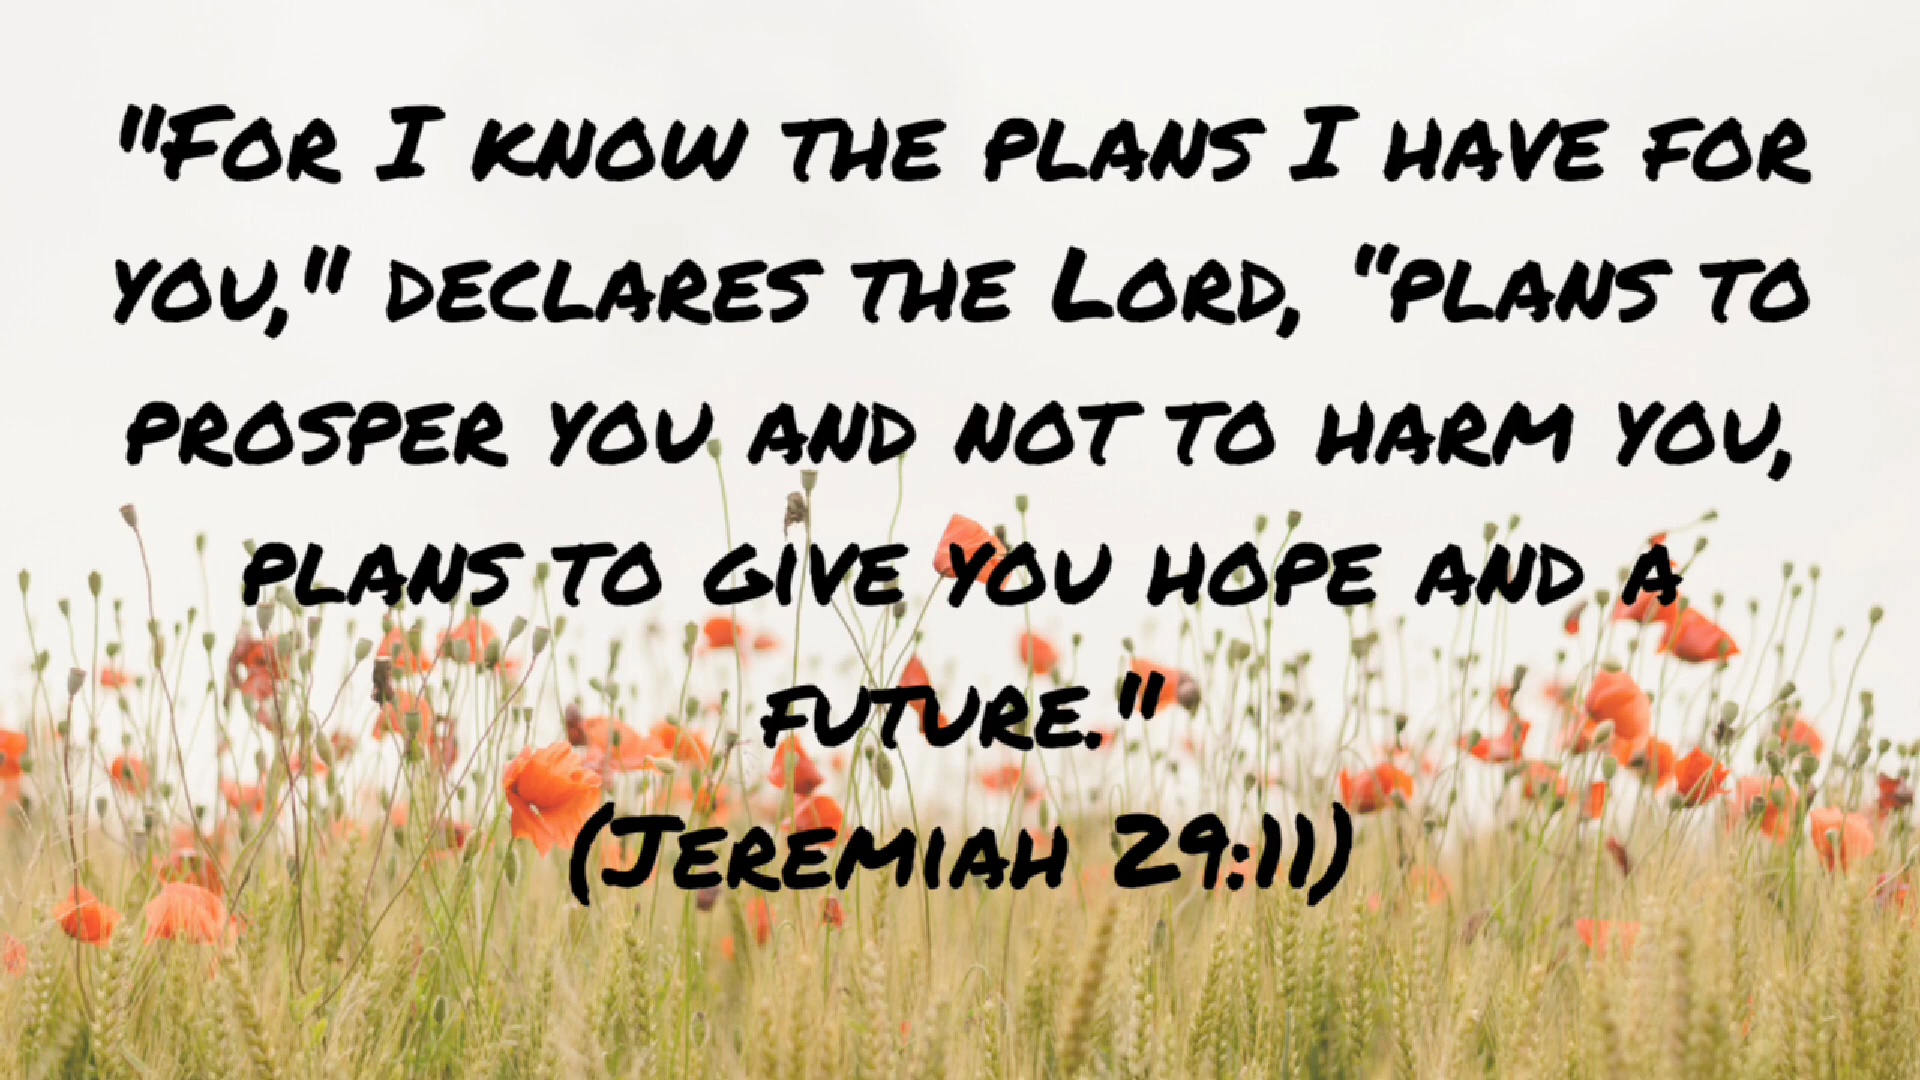 "For I know the plans I have for
you," declares the Lord, "plans to
prosper you and not to harm you,
plans to give you hope and a
future."
(Jeremiah 29:11)